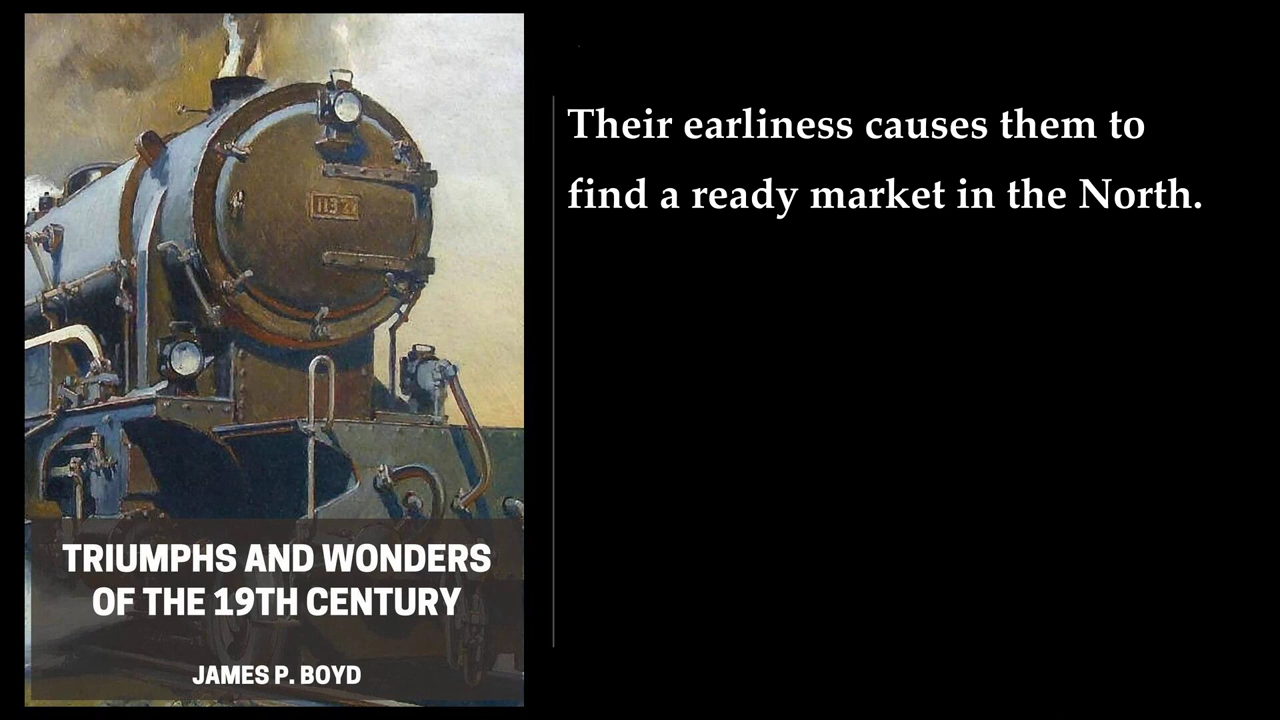 Their earliness causes them to
find a ready market in the North.
TRIUMPHS AND WONDERS
OF THE 19TH CENTURY
JAMES P. BOYD